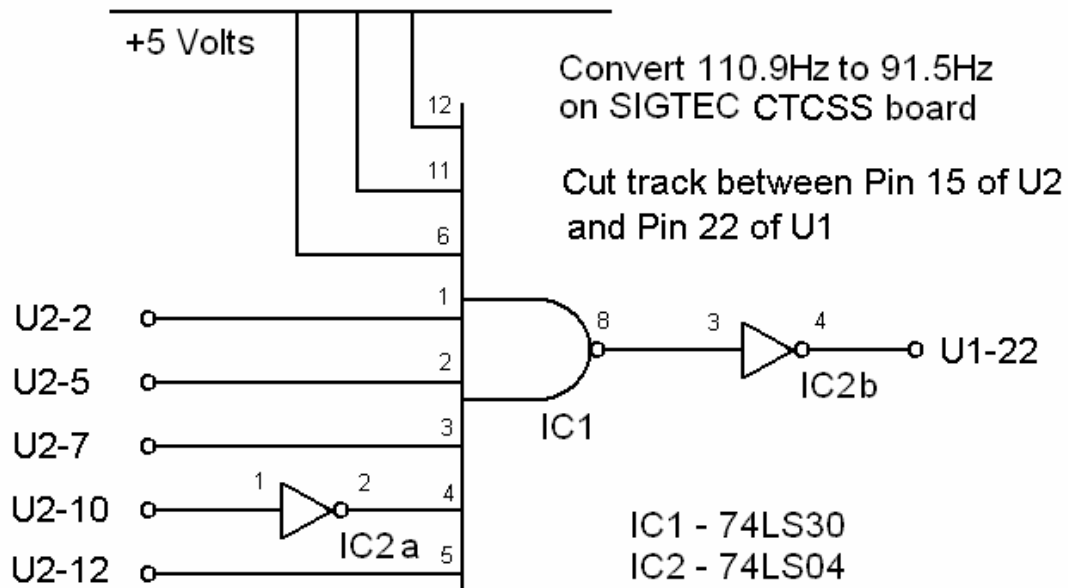 +5 Volts
Convert 110.9Hz to 91.5Hz
on SIGTEC CTCSS board
12
11
Cut track between Pin 15 of U2
and Pin 22 of U1
6
U2-2
1
8
3
4
U1-22
U2-5
2
IC2b
IC1
U2-7
3
U2-10
1
2
4
IC2a
IC1 - 74LS30
U2-12
5
IC2 - 74LS04